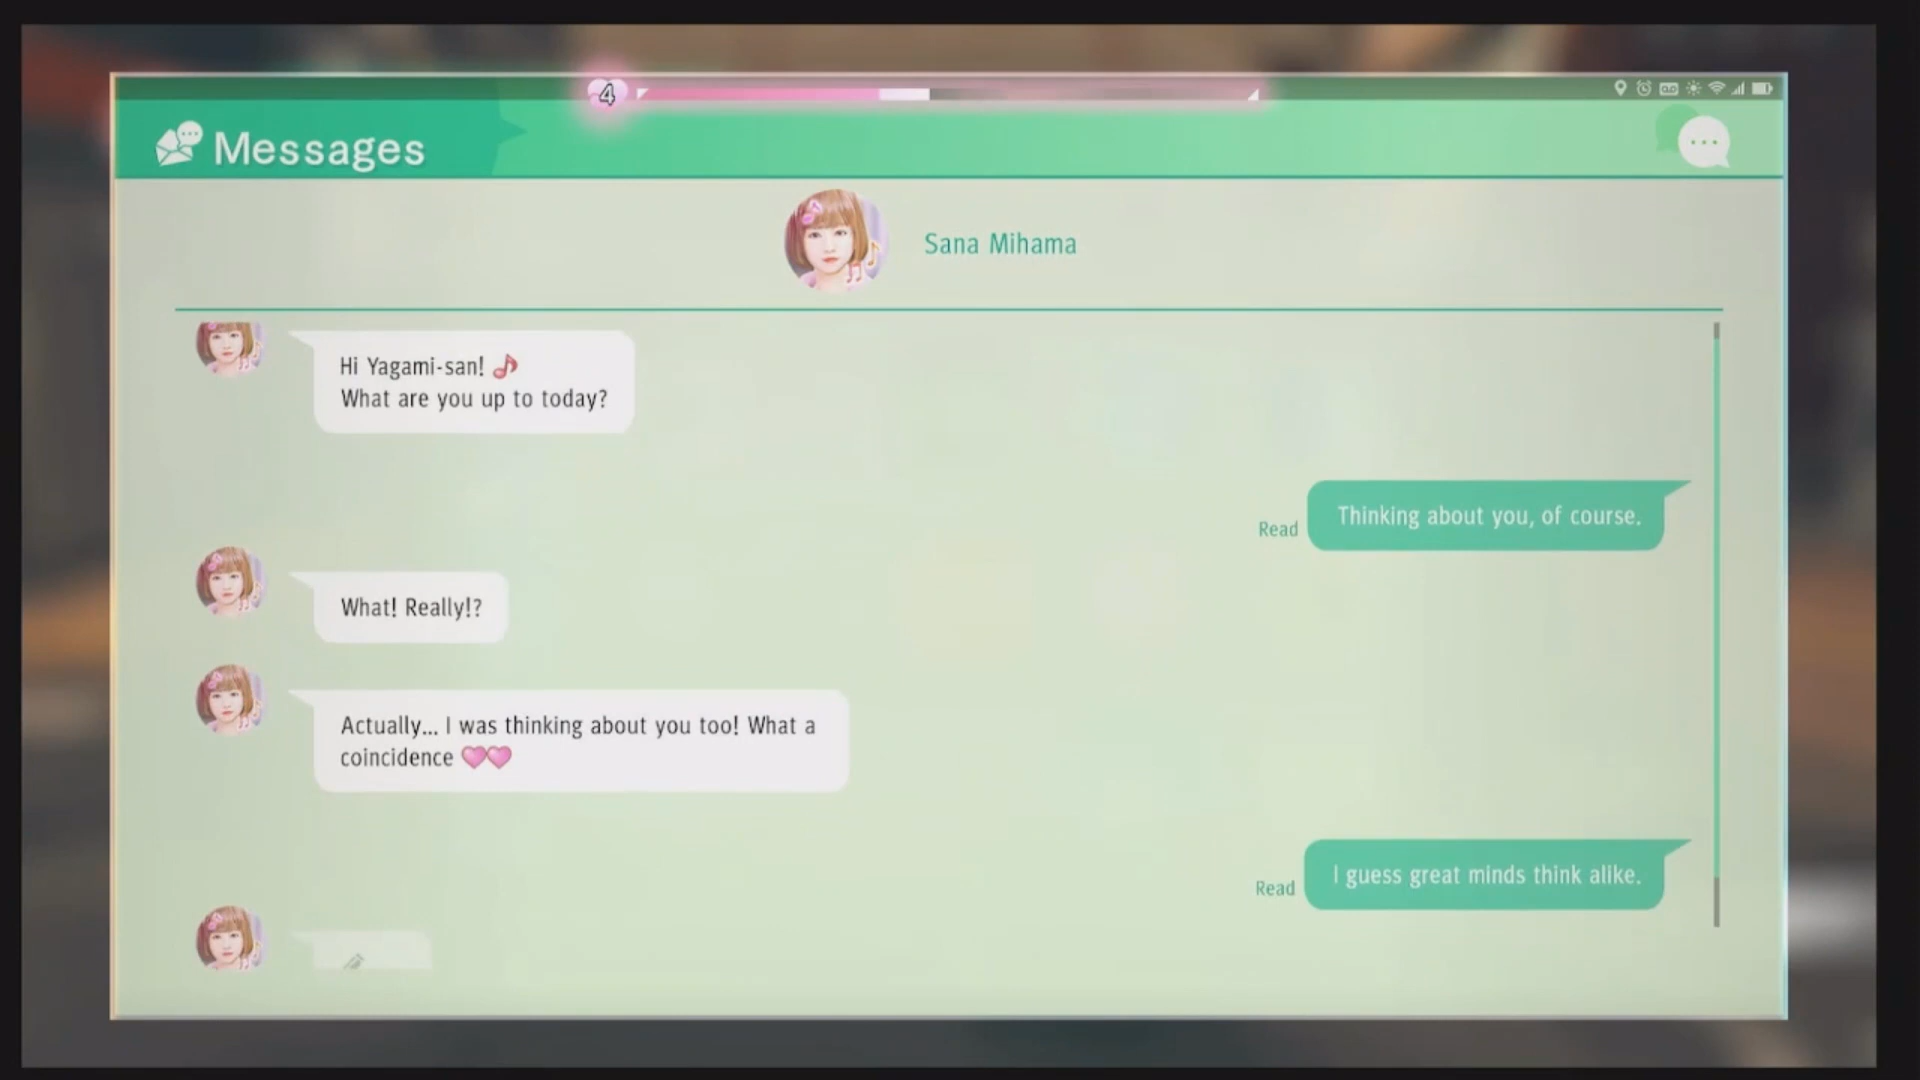 4
Messages
Sana Mihama
Hi Yagami-san!
What are you up to today?
Thinking about you, of course.
Read
What! Really!?
Actually... I was thinking about you too! What a
coincidence
I guess great minds think alike.
Read